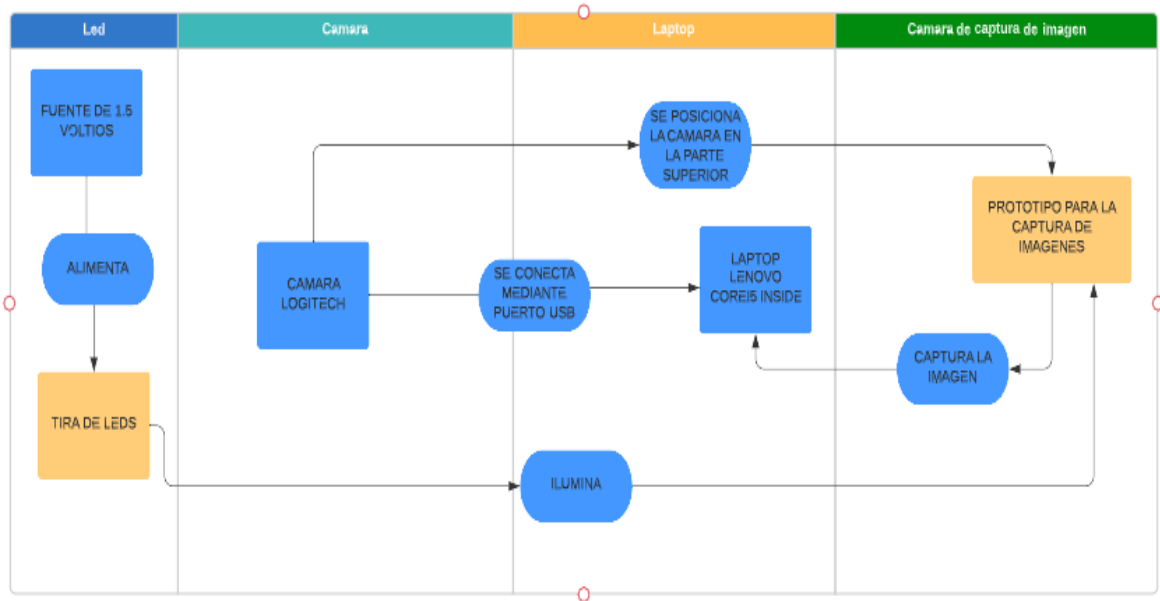 Led
Camara
Laptop
Camara de captura de imagen
FUENTE DE 1.5
VOLTIOS
ALIMENTA
TIRA DE LEDS
CAMARA
LOGITECH
SE POSICIONA
LA CAMARA EN
LA PARTE
SUPERIOR
SE CONECTA
MEDIANTE
PUERTO USB
LAPTOP
LENOVO
COREI5 INSIDE
PROTOTIPO PARA LA
CAPTURA DE
IMAGENES
CAPTURA LA
IMAGEN
ILUMINA